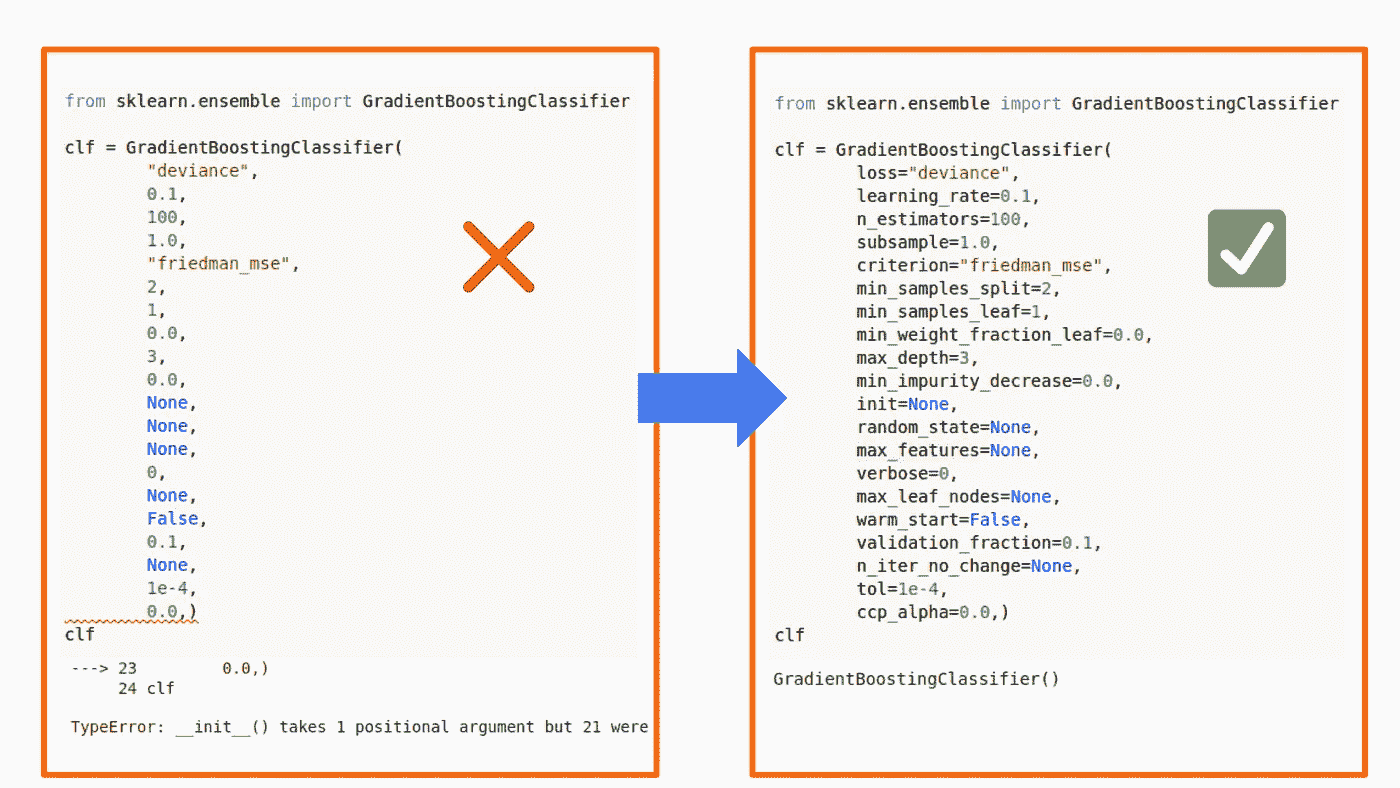 from sklearn.ensemble import GradientBoostingClassifier
clf = GradientBoostingClassifier(
"deviance",
0.1,
100,
1.0,
"friedman_mse",
2,
1,
0.0,
3,
0.0,
None,
None,
None,
0,
None,
False,
0.1,
None,
1e-4,
0.0,)
clf
---> 23 0.0,)
24 clf
TypeError: __init__() takes 1 positional argument but 21 were
from sklearn.ensemble import GradientBoostingClassifier
clf = GradientBoostingClassifier(
loss="deviance",
learning_rate=0.1,
n_estimators=100,
subsample=1.0,
criterion="friedman_mse",
min_samples_split=2,
min_samples_leaf=1,
min_weight_fraction_leaf=0.0,
max_depth=3,
min_impurity_decrease=0.0,
init=None,
random_state=None,
max_features=None,
verbose=0,
max_leaf_nodes=None,
warm_start=False,
validation_fraction=0.1,
n_iter_no_change=None,
tol=1e-4,
ccp_alpha=0.0,)
clf
GradientBoostingClassifier()